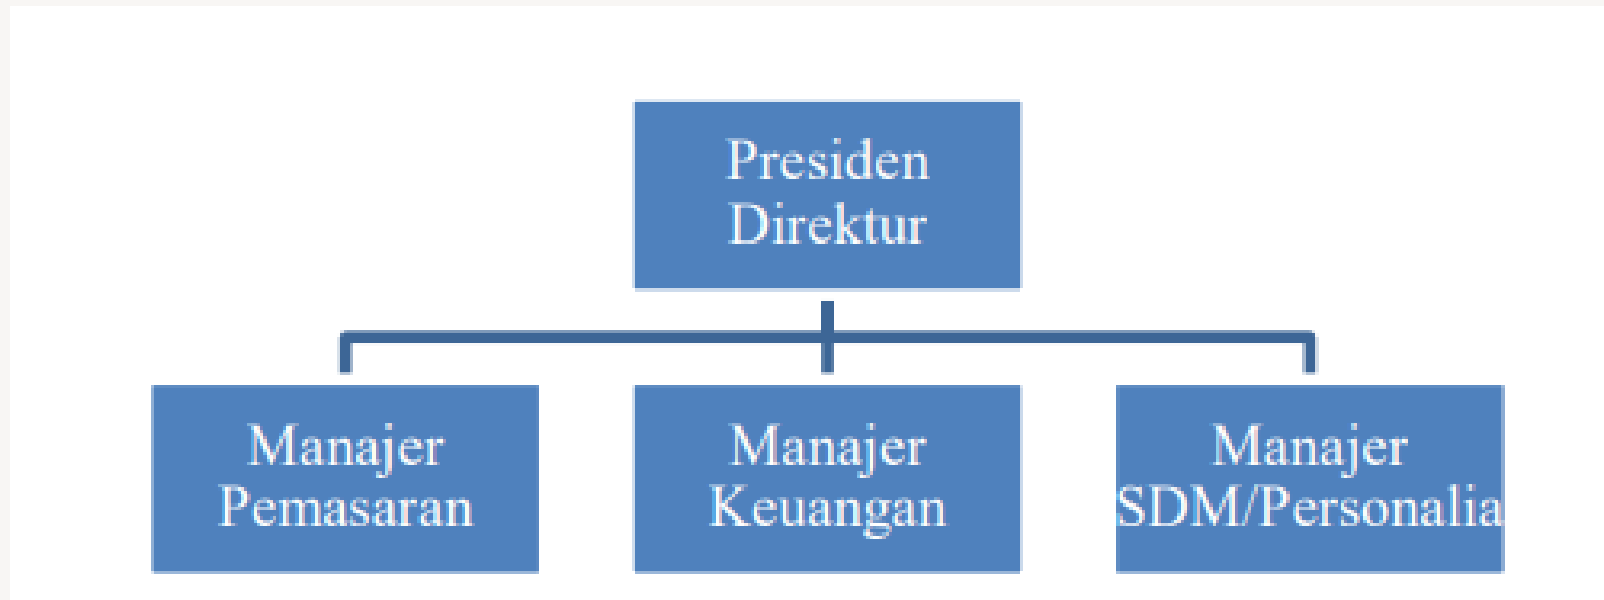 Presiden
Direktur
Manajer
Pemasaran
Manajer
Keuangan
Manajer
SDM/Personalia